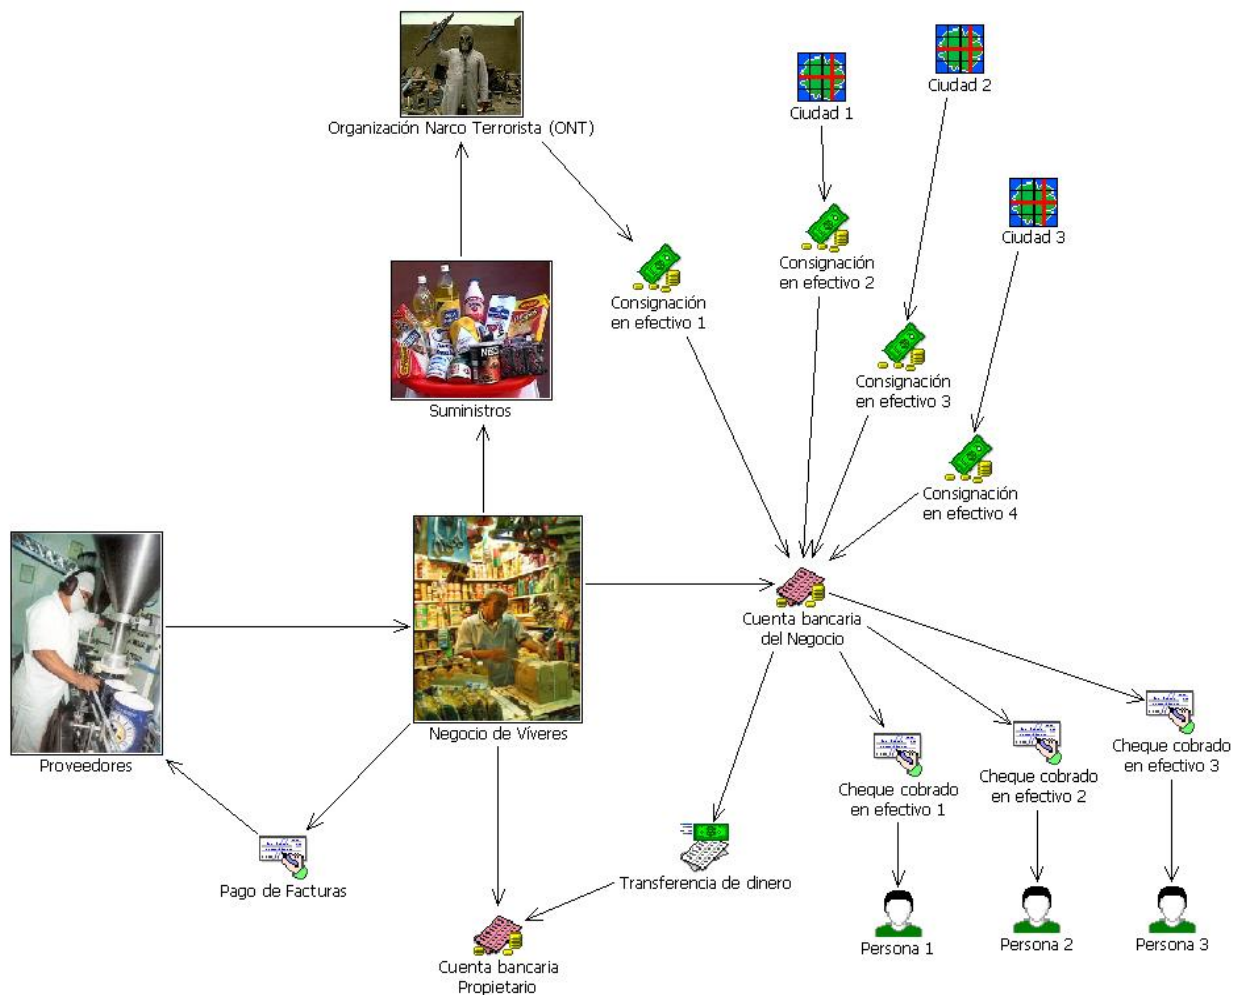 Ciudad 2
Ciudad 1
Organización Narco Terrorista (ONT)
Ciudad 3
Consignación
en efectivo 2
Consignación
en efectivo 1
Consignación
en efectivo 3
Suministros
Consignación
en efectivo 4
Cuenta bancaria
del Negocio
Negocio de Víveres
Proveedores
Cheque cobrado
en efectivo 3
Cheque cobrado
en efectivo 2
Cheque cobrado
en efectivo 1
Transferencia de dinero
Pago de Facturas
Persona 1
Persona 2
Persona 3
Cuenta bancaria
Propietario